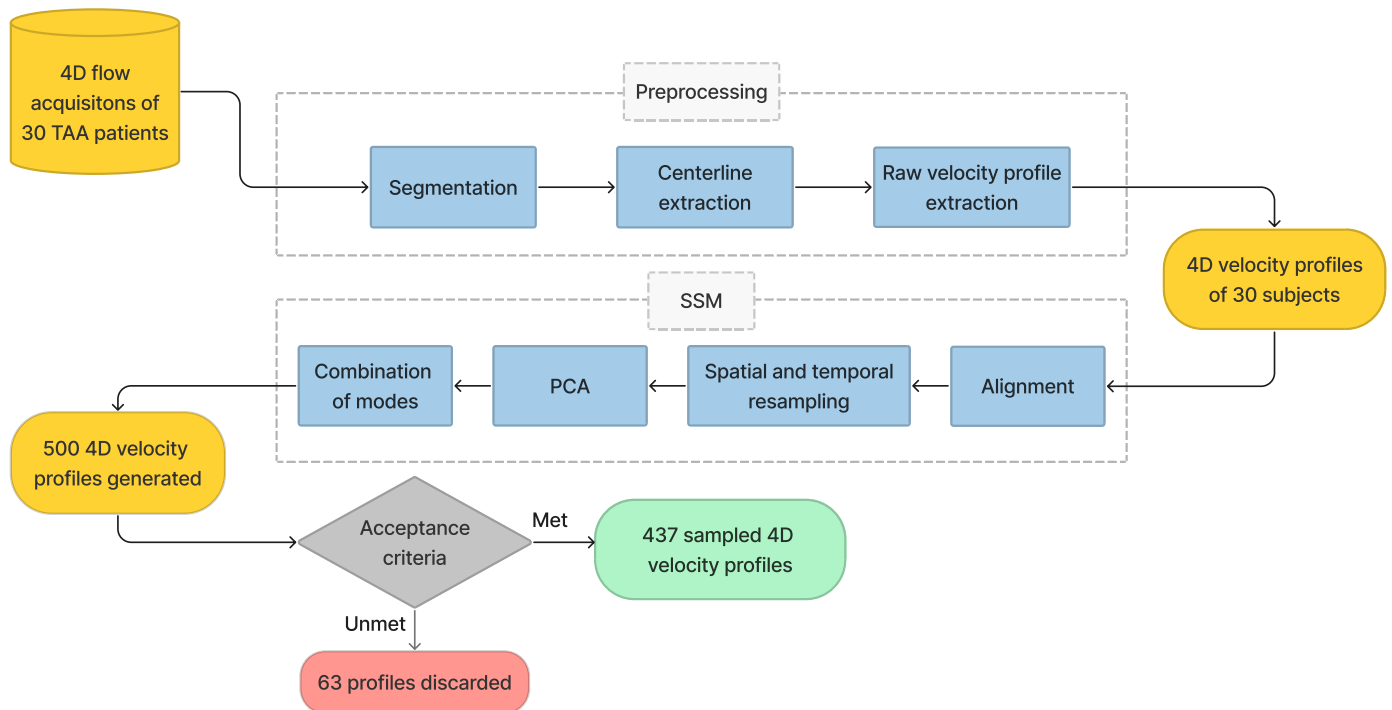 4D flow
acquisitons of
30 TAA patients
Preprocessing
Segmentation
Centerline
extraction
Raw velocity profile
extraction
4D velocity profiles
of 30 subjects
SSM
Alignment
Spatial and temporal
resampling
PCA
Combination
of modes
500 4D velocity
profiles generated
Acceptance
criteria
Met
437 sampled 4D
velocity profiles
Unmet
63 profiles discarded